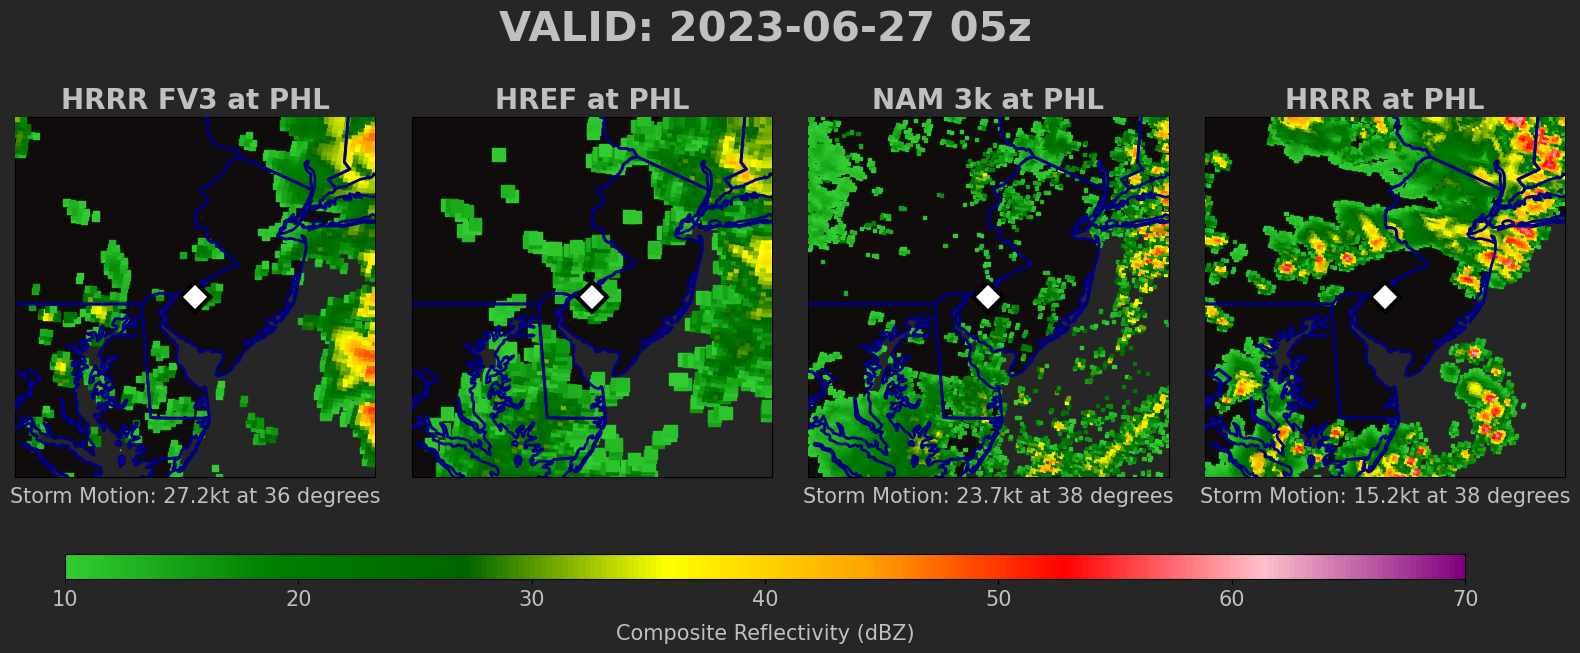 VALID: 2023-06-27 05z
HRRR FV3 at PHL
HREF at PHL
NAM 3k at PHL
HRRR at PHL
Storm Motion: 27.2kt at 36 degrees
Storm Motion: 23.7kt at 38 degrees
Storm Motion: 15.2kt at 38 degrees
10 20 30 40 50 60 70
Composite Reflectivity (dBZ)